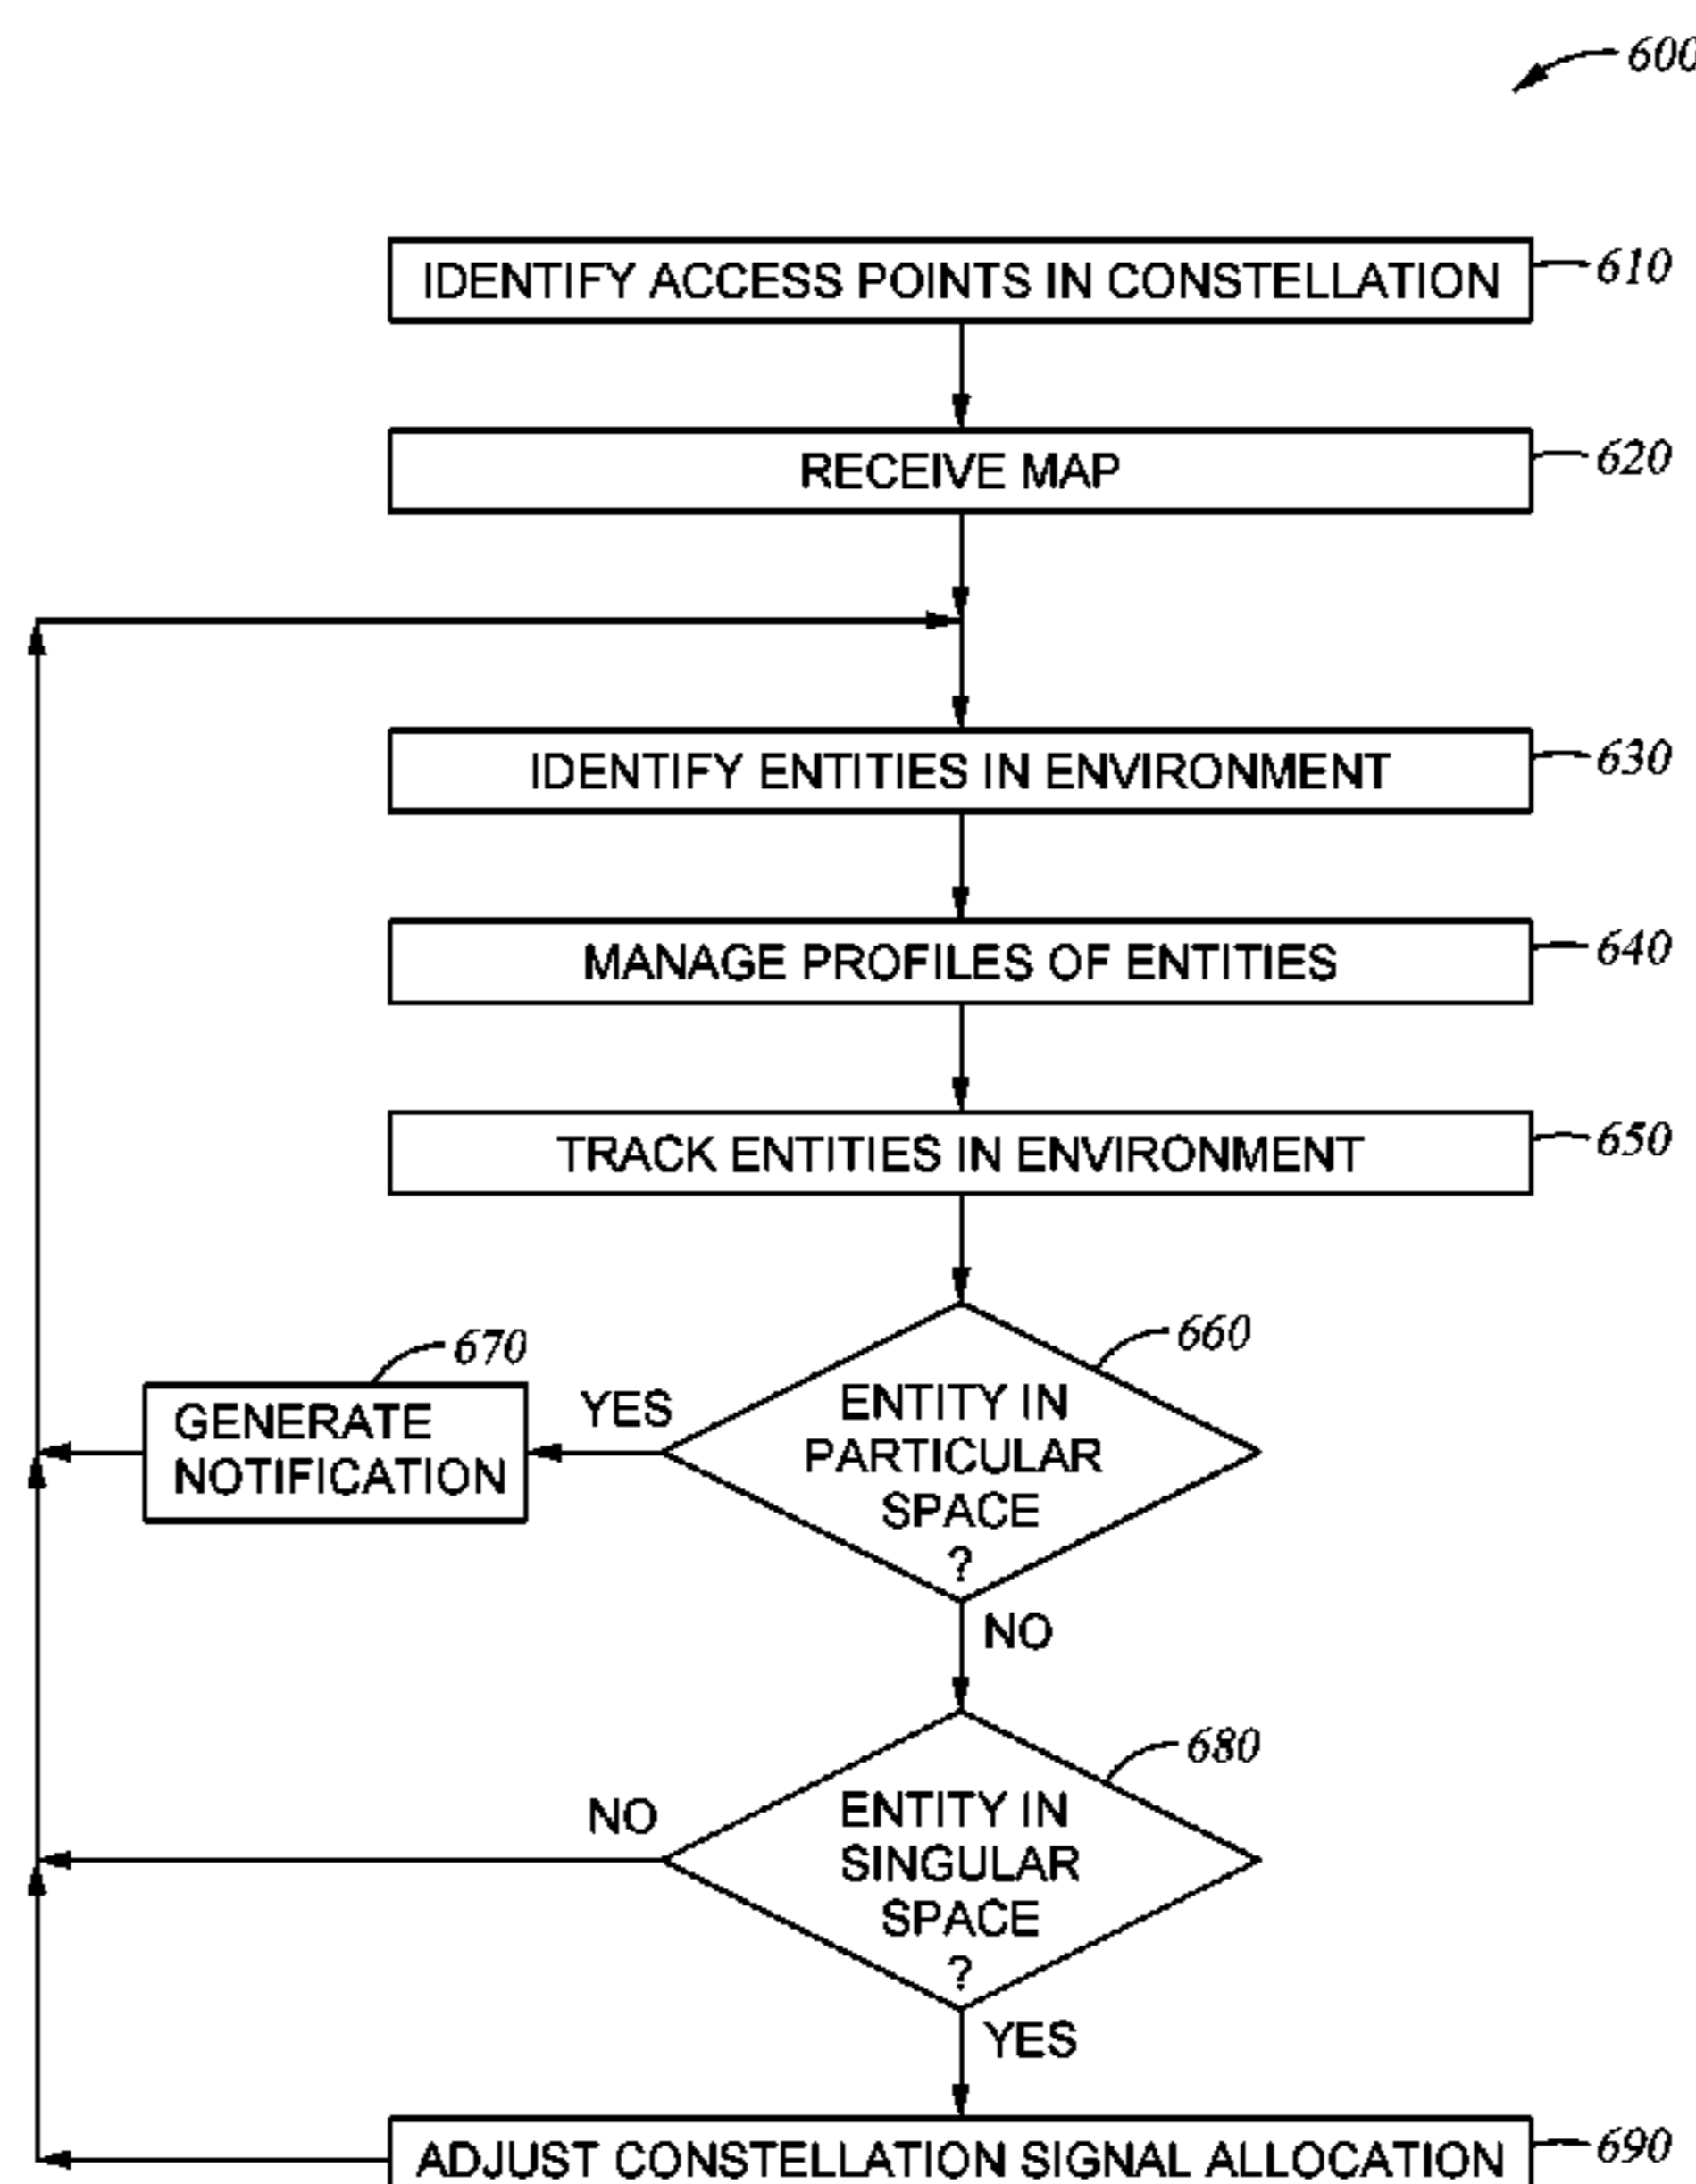 600
IDENTIFY ACCESS POINTS IN CONSTELLATION
610
RECEIVE MAP
620
IDENTIFY ENTITIES IN ENVIRONMENT
630
MANAGE PROFILES OF ENTITIES
640
TRACK ENTITIES IN ENVIRONMENT
650
660
ENTITY IN
PARTICULAR
SPACE
?
YES
670
GENERATE
NOTIFICATION
NO
680
ENTITY IN
SINGULAR
SPACE
?
NO
YES
ADJUST CONSTELLATION SIGNAL ALLOCATION
690